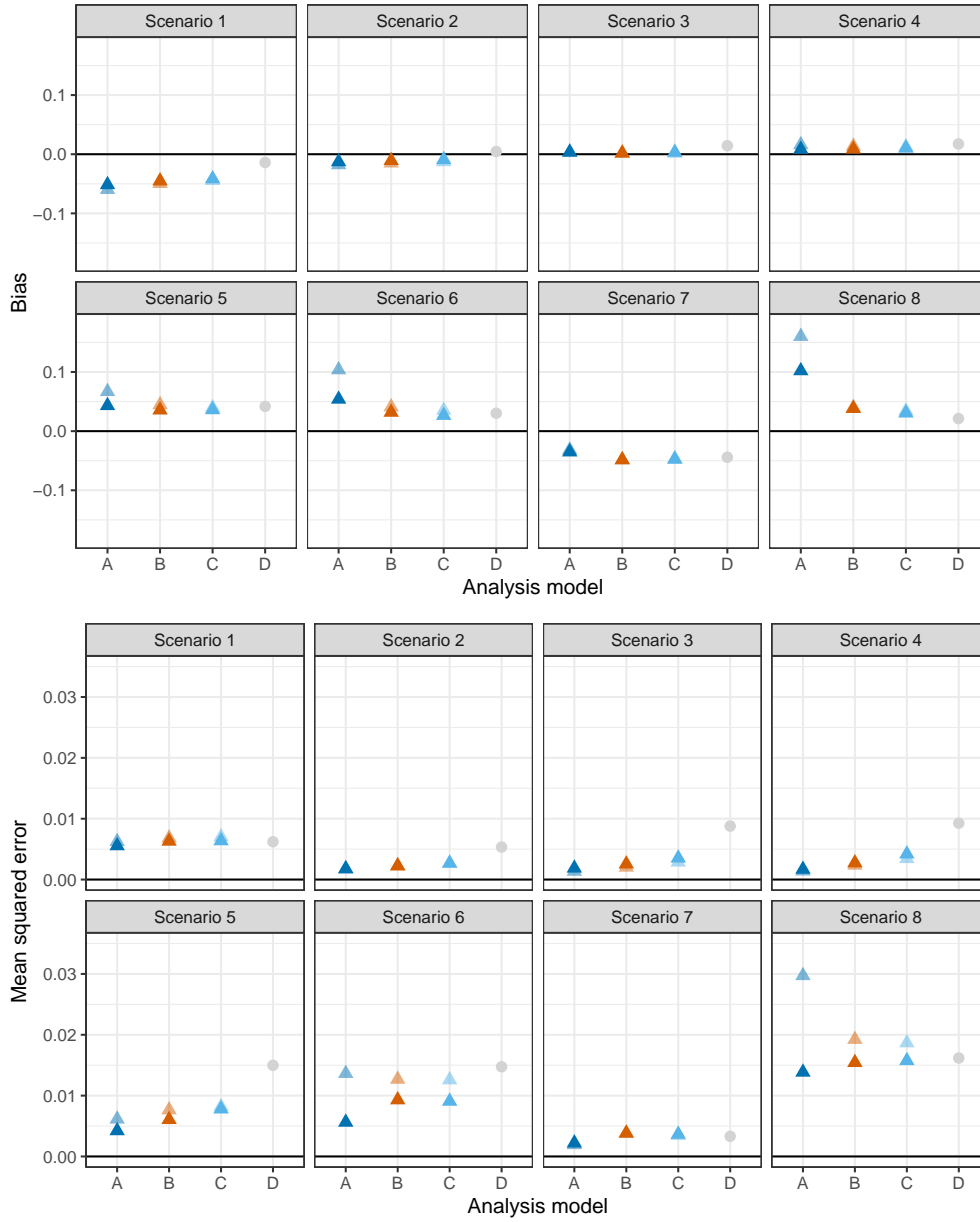 Scenario 1 Scenario 2 Scenario 3 Scenario 4
0.1
0.0
−0.1
Scenario 5 Scenario 6 Scenario 7 Scenario 8
0.1
0.0
−0.1
Bias
A B C D A B C D A B C D A B C D
Analysis model
Scenario 1 Scenario 2 Scenario 3 Scenario 4
0.03
0.02
0.01
0.00
Scenario 5 Scenario 6 Scenario 7 Scenario 8
0.03
0.02
0.01
0.00
Mean squared error
A B C D A B C D A B C D A B C D
Analysis model